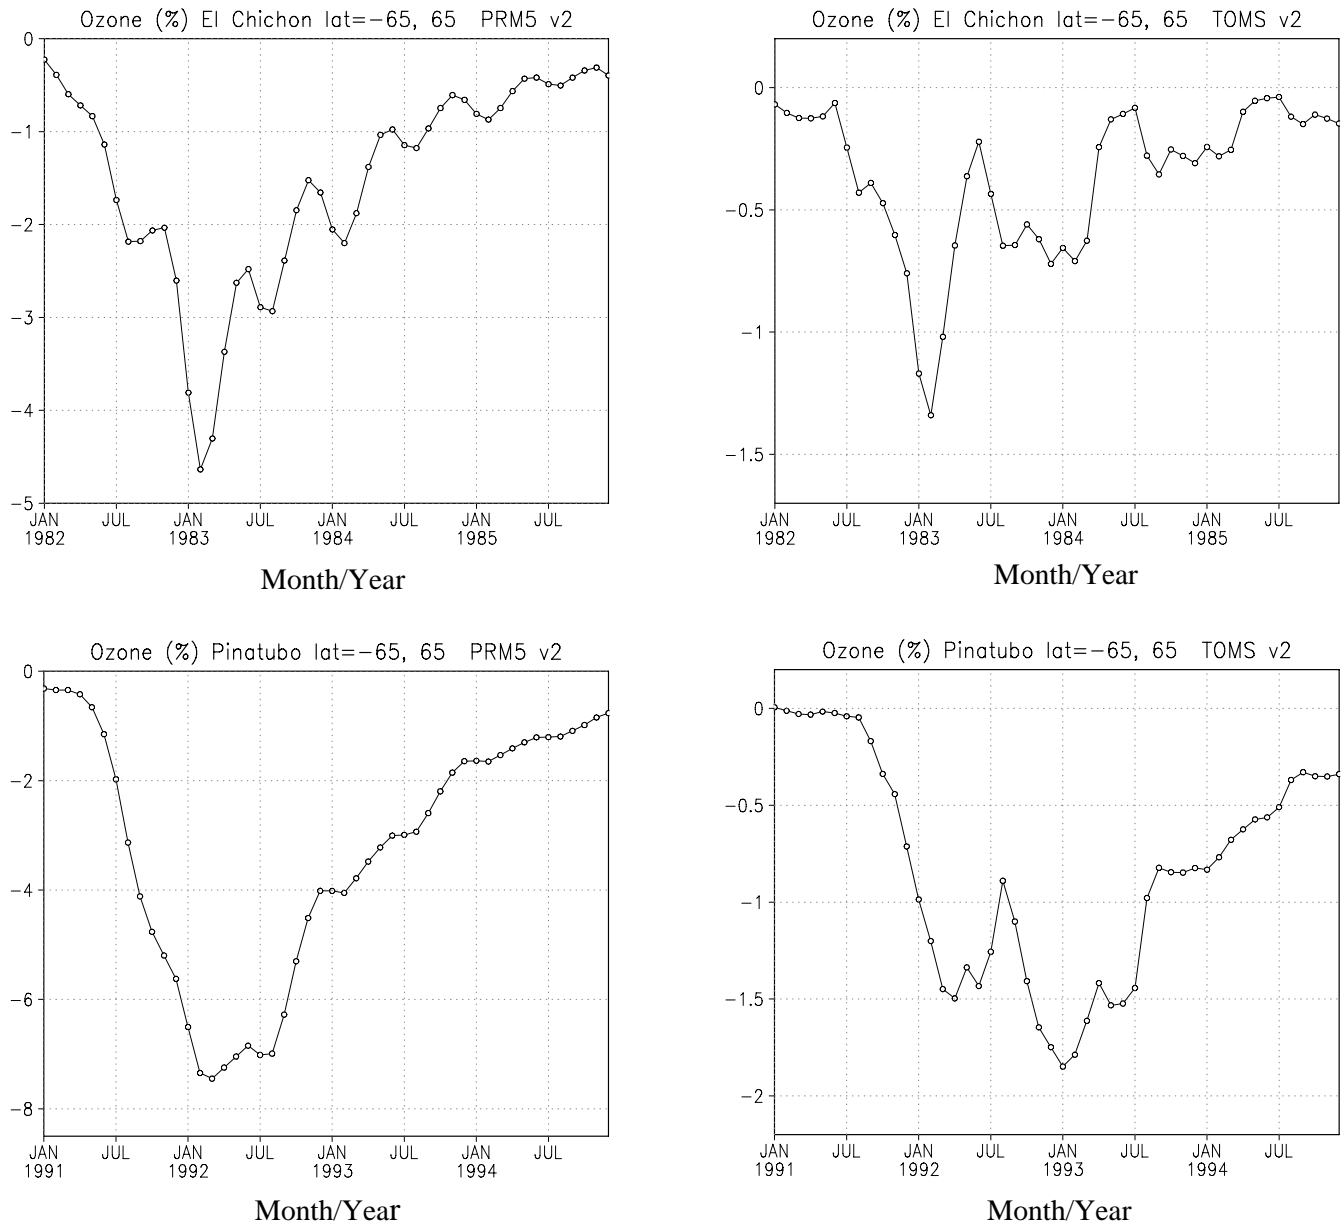 Ozone (%) El Chichon lat=−65, 65 PRM5 v2
0
−1
−2
−3
−4
−5
JAN JUL JAN JUL JAN JUL JAN JUL
1982 1983 1984 1985
Month/Year
Ozone (%) El Chichon lat=−65, 65 TOMS v2
0
−0.5
−1
−1.5
JAN JUL JAN JUL JAN JUL JAN JUL
1982 1983 1984 1985
Month/Year
Ozone (%) Pinatubo lat=−65, 65 PRM5 v2
0
−2
−4
−6
−8
JAN JUL JAN JUL JAN JUL JAN JUL
1991 1992 1993 1994
Month/Year
Ozone (%) Pinatubo lat=−65, 65 TOMS v2
0
−0.5
−1
−1.5
−2
JAN JUL JAN JUL JAN JUL JAN JUL
1991 1992 1993 1994
Month/Year